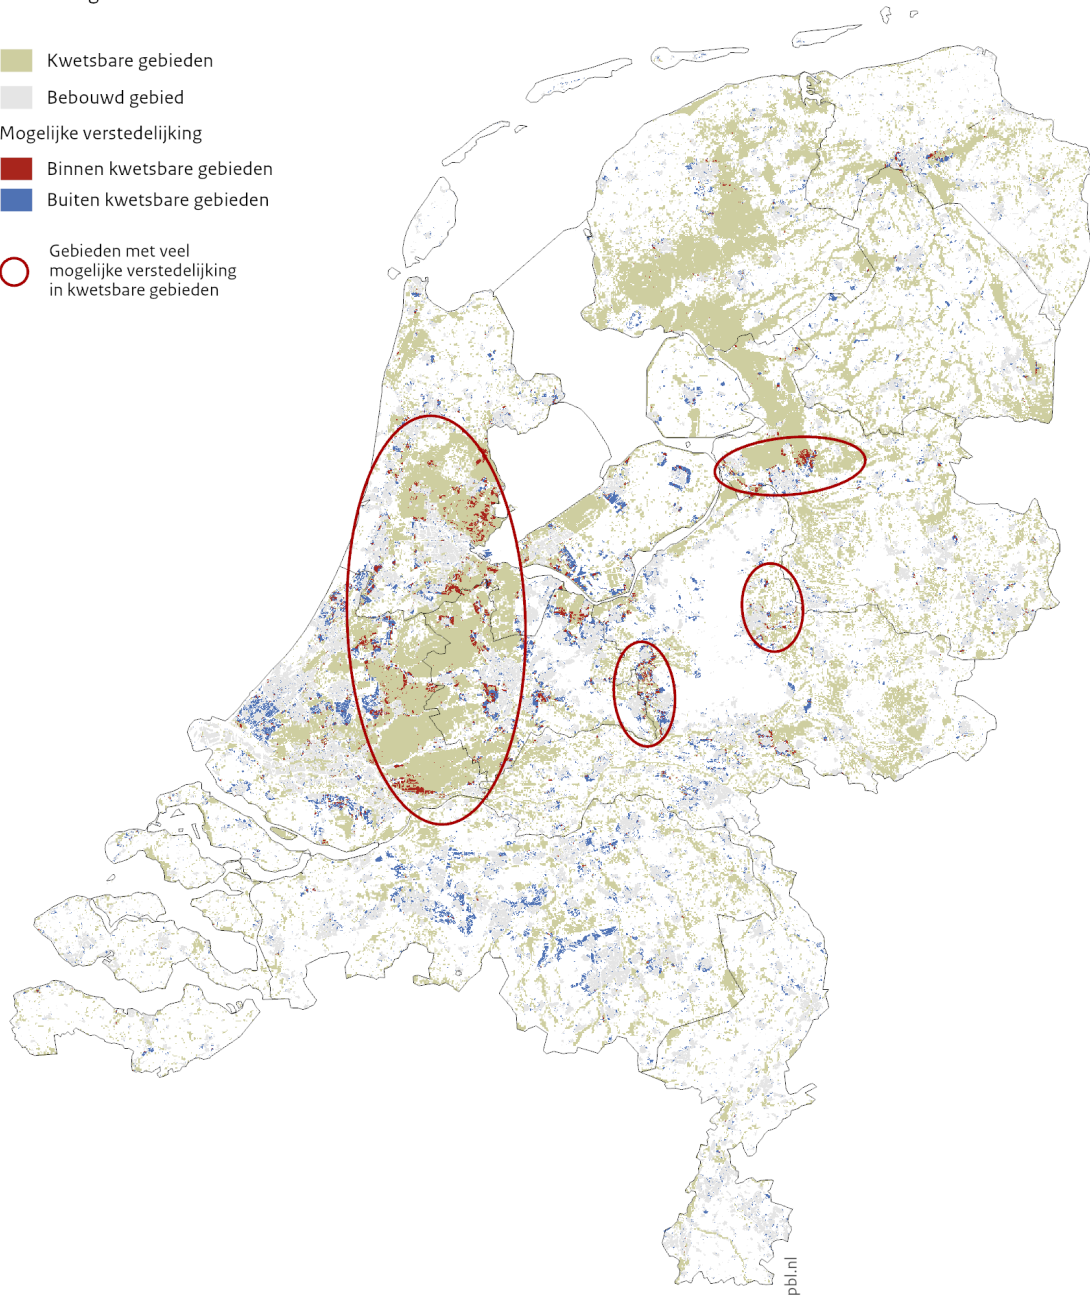 Kwetsbare gebieden
Bebouwd gebied
Mogelijke verstedelijking
Binnen kwetsbare gebieden
Buiten kwetsbare gebieden
Gebieden met veel
mogelijke verstedelijking
in kwetsbare gebieden
pbl.nl